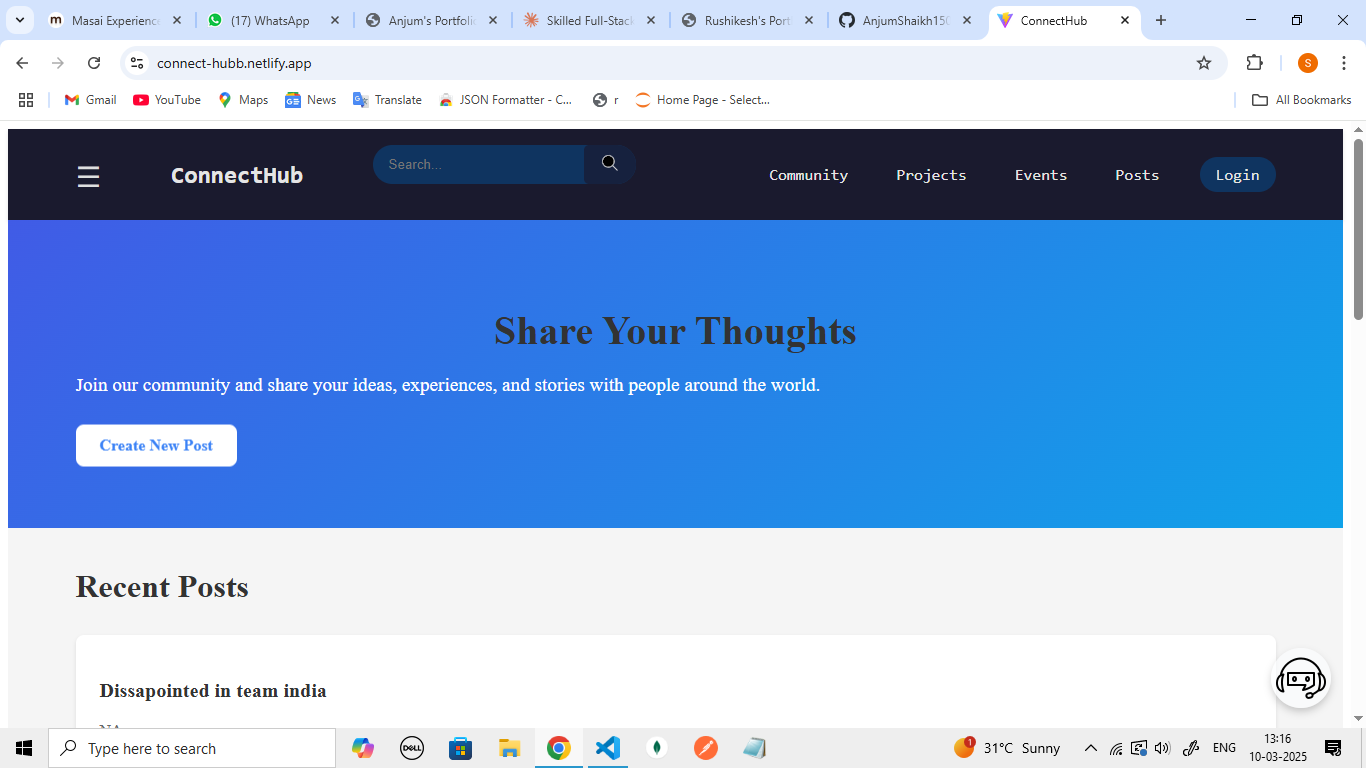 Masai Experience
(17) WhatsApp
Anjum's Portfolio
Skilled Full-Stack
Rushikesh's Port
AnjumShaikh150
ConnectHub
connect-hubb.netlify.app
S
Gmail
YouTube
Maps
News
Translate
JSON Formatter - C...
r
Home Page - Select...
All Bookmarks
☰
ConnectHub
Search...
Community
Projects
Events
Posts
Login
Share Your Thoughts
Join our community and share your ideas, experiences, and stories with people around the world.
Create New Post
Recent Posts
Dissapointed in team india
Type here to search
DELL
1
31°C Sunny
ENG
13:16
10-03-2025